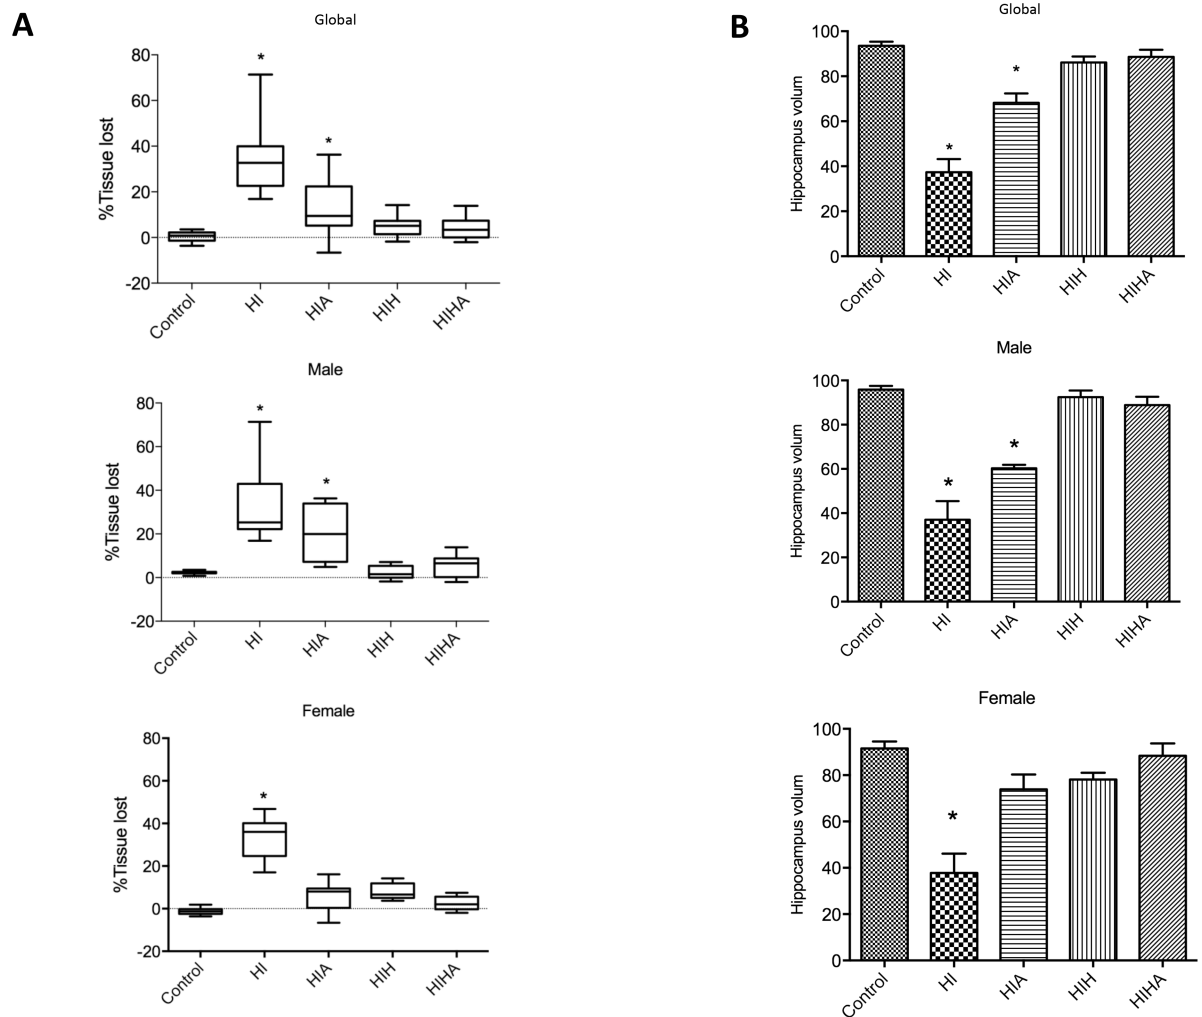 A
Global
%Tissue lost
80
60
40
20
0
-20
*
*
Control
HI
HIA
HIH
HIHA
Male
%Tissue lost
80
60
40
20
0
-20
*
*
Control
HI
HIA
HIH
HIHA
Female
%Tissue lost
80
60
40
20
0
-20
*
Control
HI
HIA
HIH
HIHA
B
Global
Hippocampus volum
100
80
60
40
20
0
*
*
Control
HI
HIA
HIH
HIHA
Male
Hippocampus volum
100
80
60
40
20
0
*
*
Control
HI
HIA
HIH
HIHA
Female
Hippocampus volum
100
80
60
40
20
0
*
Control
HI
HIA
HIH
HIHA